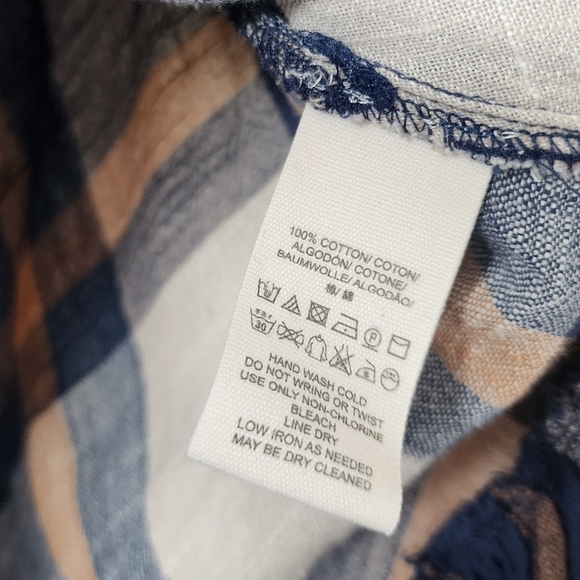 100% COTTON/ COTON/
ALGODÓN/ COTONE/
BAUMWOLLE/ ALGODÃO/
棉/ 綿
30
HAND WASH COLD
DO NOT WRING OR TWIST
USE ONLY NON-CHLORINE
BLEACH
LINE DRY
LOW IRON AS NEEDED
MAY BE DRY CLEANED